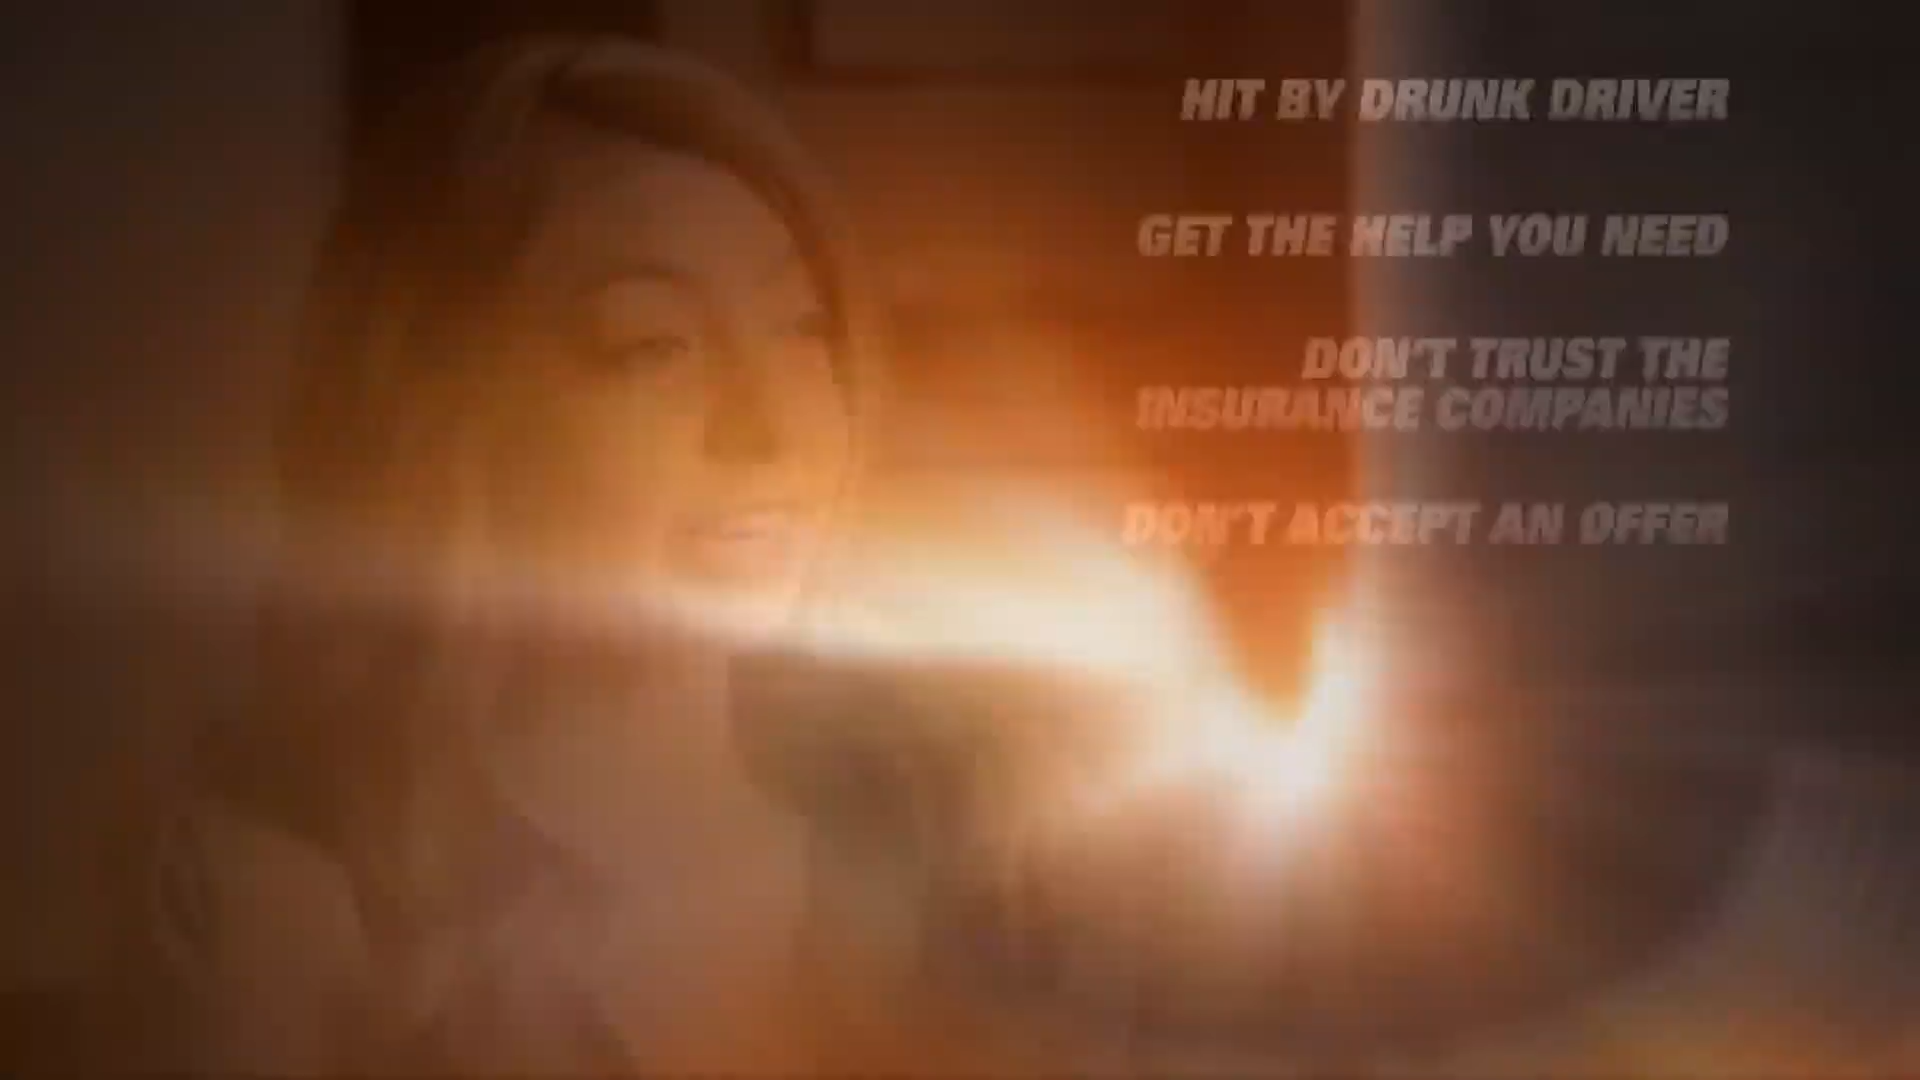 HIT BY DRUNK DRIVER
GET THE HELP YOU NEED
DON'T TRUST THE
INSURANCE COMPANIES
DON'T ACCEPT AN OFFER